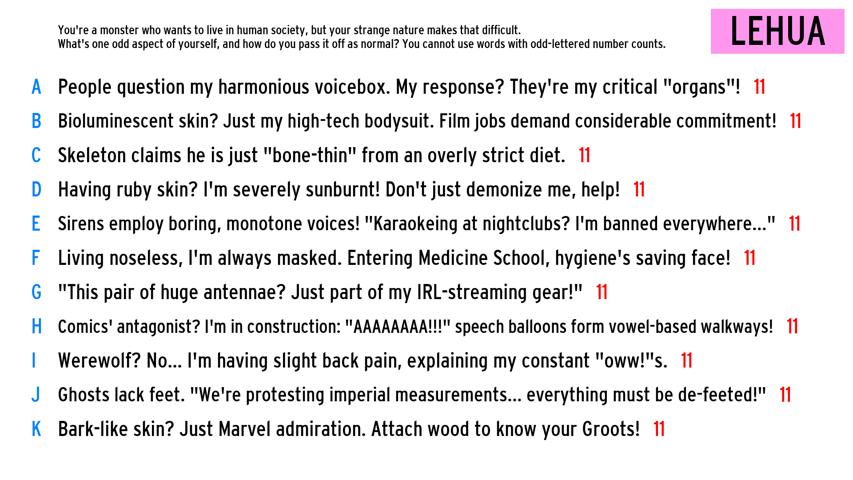 You're a monster who wants to live in human society, but your strange nature makes that difficult.
What's one odd aspect of yourself, and how do you pass it off as normal? You cannot use words with odd-lettered number counts.
LEHUA
A People question my harmonious voicebox. My response? They're my critical "organs"! 11
B Bioluminescent skin? Just my high-tech bodysuit. Film jobs demand considerable commitment! 11
C Skeleton claims he is just "bone-thin" from an overly strict diet. 11
D Having ruby skin? I'm severely sunburnt! Don't just demonize me, help! 11
E Sirens employ boring, monotone voices! "Karaokeing at nightclubs? I'm banned everywhere..." 11
F Living noseless, I'm always masked. Entering Medicine School, hygiene's saving face! 11
G "This pair of huge antennae? Just part of my IRL-streaming gear!" 11
H Comics' antagonist? I'm in construction: "AAAAAAAA!!!" speech balloons form vowel-based walkways! 11
I Werewolf? No... I'm having slight back pain, explaining my constant "oww!"s. 11
J Ghosts lack feet. "We're protesting imperial measurements... everything must be de-feeted!" 11
K Bark-like skin? Just Marvel admiration. Attach wood to know your Groots! 11